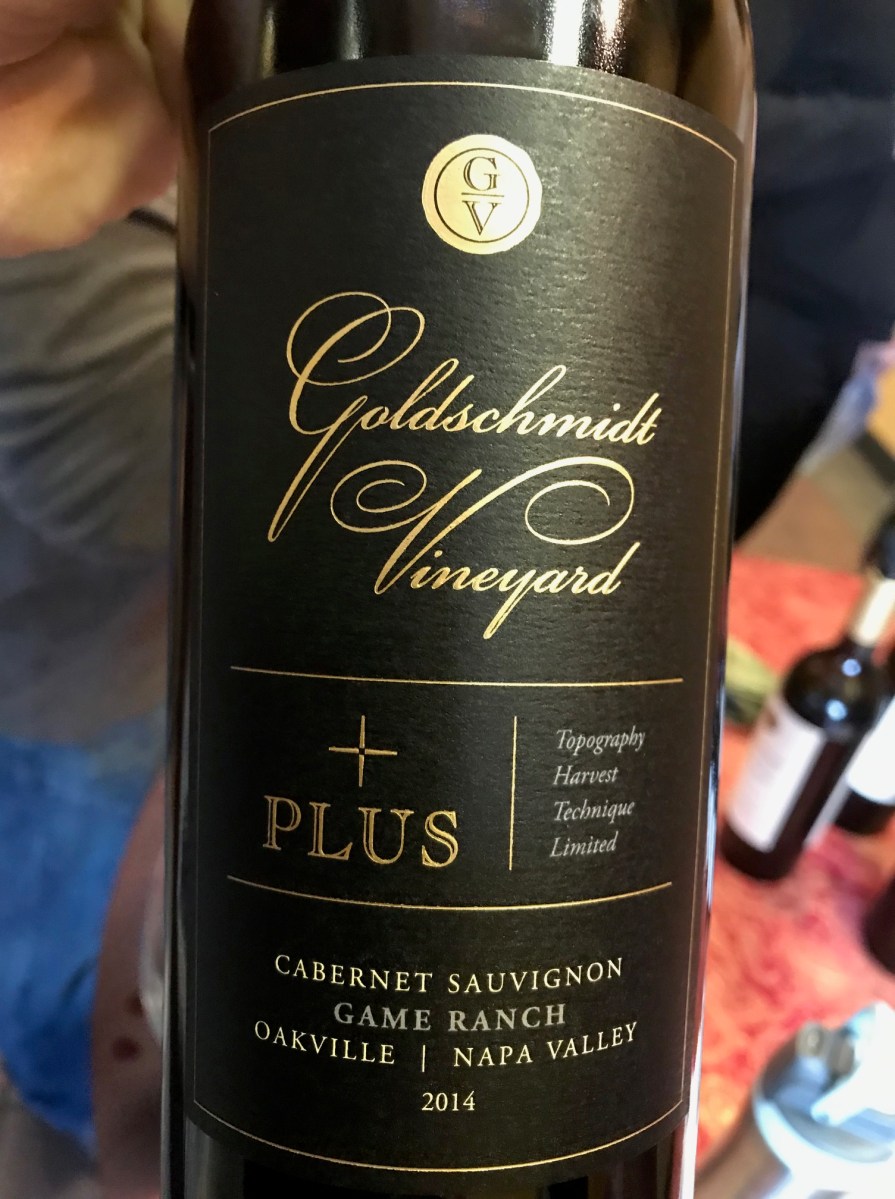 G
V
Goldschmidt
Vineyard
+
PLUS
Topography
Harvest
Technique
Limited
CABERNET SAUVIGNON
GAME RANCH
OAKVILLE | NAPA VALLEY
2014